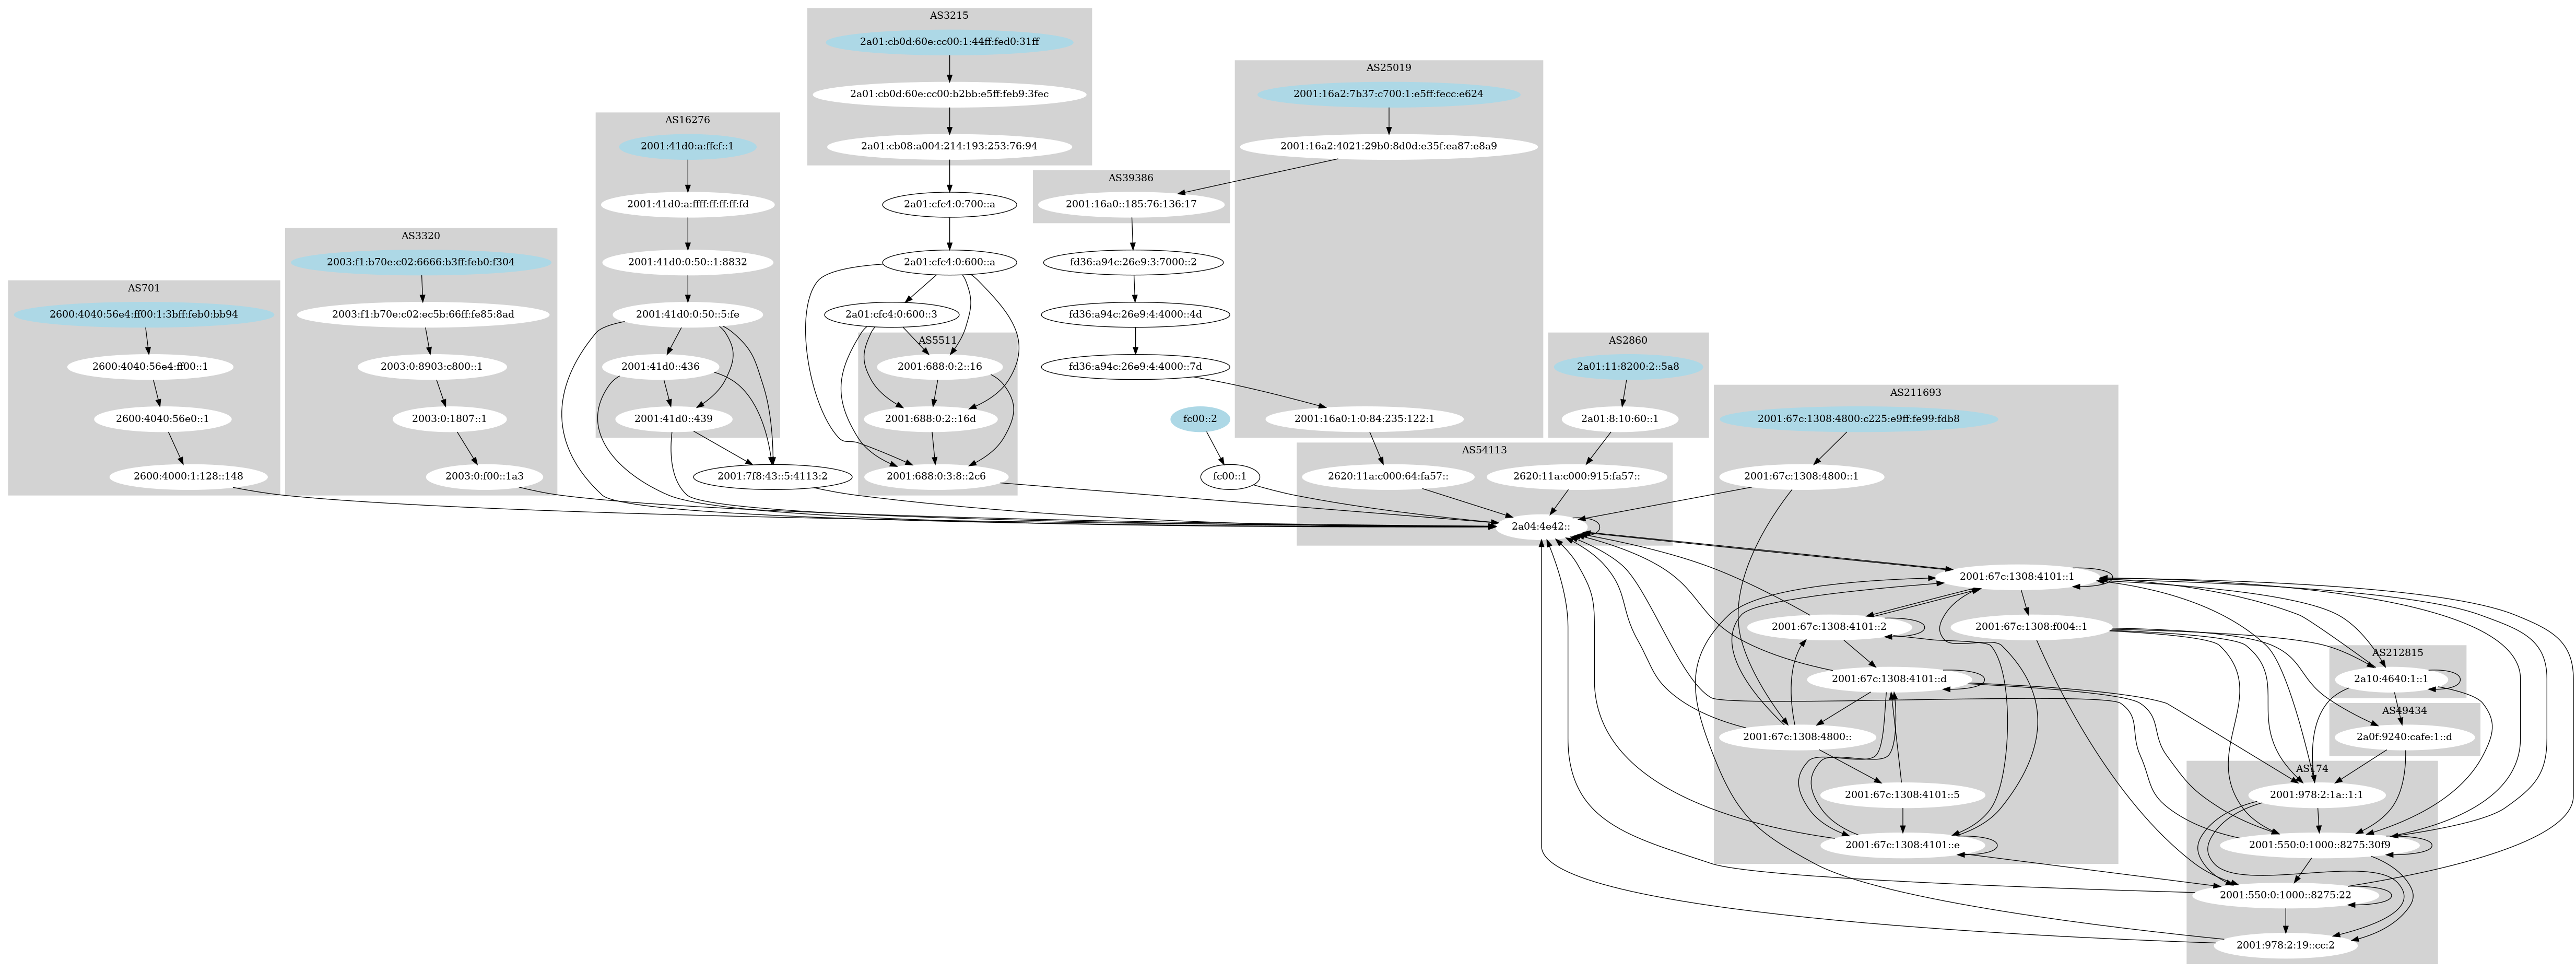 AS3215
2a01:cb0d:60e:cc00:1:44ff:fed0:31ff
2a01:cb0d:60e:cc00:b2bb:e5ff:feb9:3fec
2a01:cb08:a004:214:193:253:76:94
AS25019
2001:16a2:7b37:c700:1:e5ff:fecc:e624
2001:16a2:4021:29b0:8d0d:e35f:ea87:e8a9
AS16276
2001:41d0:a:ffcf::1
2001:41d0:a:ffff:ff:ff:ff:fd
2001:41d0:0:50::1:8832
2001:41d0:0:50::5:fe
2001:41d0::436
2001:41d0::439
AS39386
2001:16a0::185:76:136:17
2a01:cfc4:0:700::a
2a01:cfc4:0:600::a
2a01:cfc4:0:600::3
fd36:a94c:26e9:3:7000::2
fd36:a94c:26e9:4:4000::4d
fd36:a94c:26e9:4:4000::7d
AS3320
2003:f1:b70e:c02:6666:b3ff:feb0:f304
2003:f1:b70e:c02:ec5b:66ff:fe85:8ad
2003:0:8903:c800::1
2003:0:1807::1
2003:0:f00::1a3
AS701
2600:4040:56e4:ff00:1:3bff:feb0:bb94
2600:4040:56e4:ff00::1
2600:4040:56e0::1
2600:4000:1:128::148
AS5511
2001:688:0:2::16
2001:688:0:2::16d
2001:688:0:3:8::2c6
AS2860
2a01:11:8200:2::5a8
2a01:8:10:60::1
fc00::2
fc00::1
2001:16a0:1:0:84:235:122:1
2001:7f8:43::5:4113:2
AS54113
2620:11a:c000:64:fa57::
2620:11a:c000:915:fa57::
2a04:4e42::
AS211693
2001:67c:1308:4800:c225:e9ff:fe99:fdb8
2001:67c:1308:4800::1
2001:67c:1308:4101::1
2001:67c:1308:4101::2
2001:67c:1308:f004::1
2001:67c:1308:4101::d
2001:67c:1308:4800::
2001:67c:1308:4101::5
2001:67c:1308:4101::e
AS212815
2a10:4640:1::1
AS49434
2a0f:9240:cafe:1::d
AS174
2001:978:2:1a::1:1
2001:550:0:1000::8275:30f9
2001:550:0:1000::8275:22
2001:978:2:19::cc:2